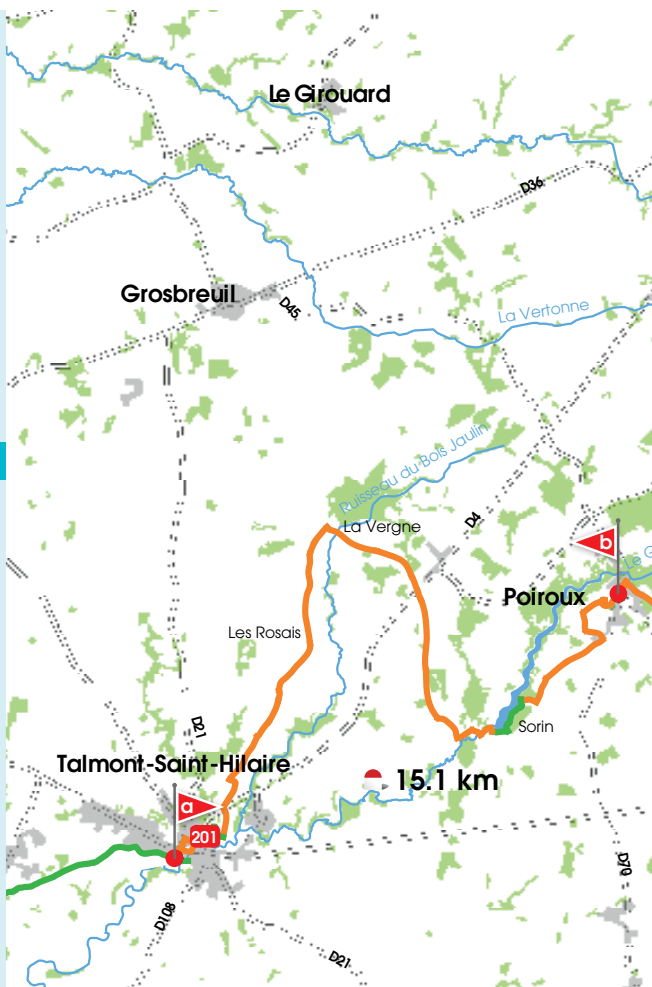 Le Girouard
D36
Grosbreuil
D45
La Vertonne
Ruisseau du Bois Jaulin
La Vergne
D4
b
Le G
Poiroux
Les Rosais
D21
Sorin
Talmont-Saint-Hilaire
15.1 km
a
201
D70
D108
D21